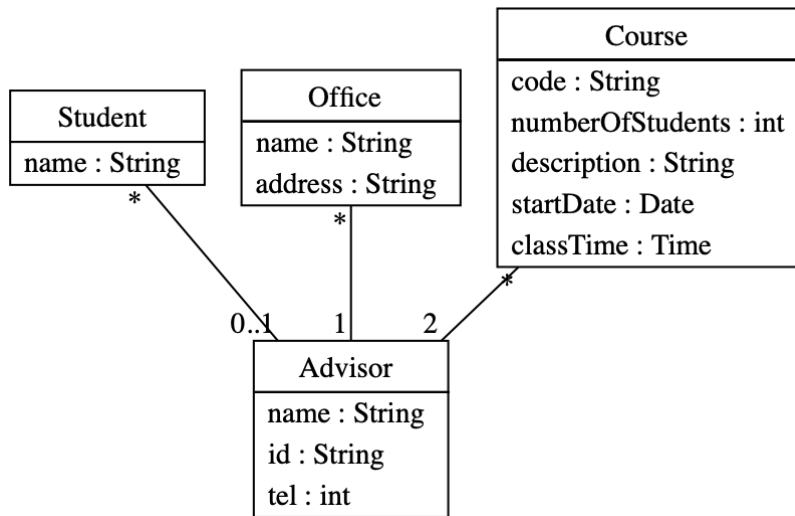 Student
name : String
*
Office
name : String
address : String
*
Course
code : String
numberOfStudents : int
description : String
startDate : Date
classTime : Time
*
0..1
1
2
Advisor
name : String
id : String
tel : int